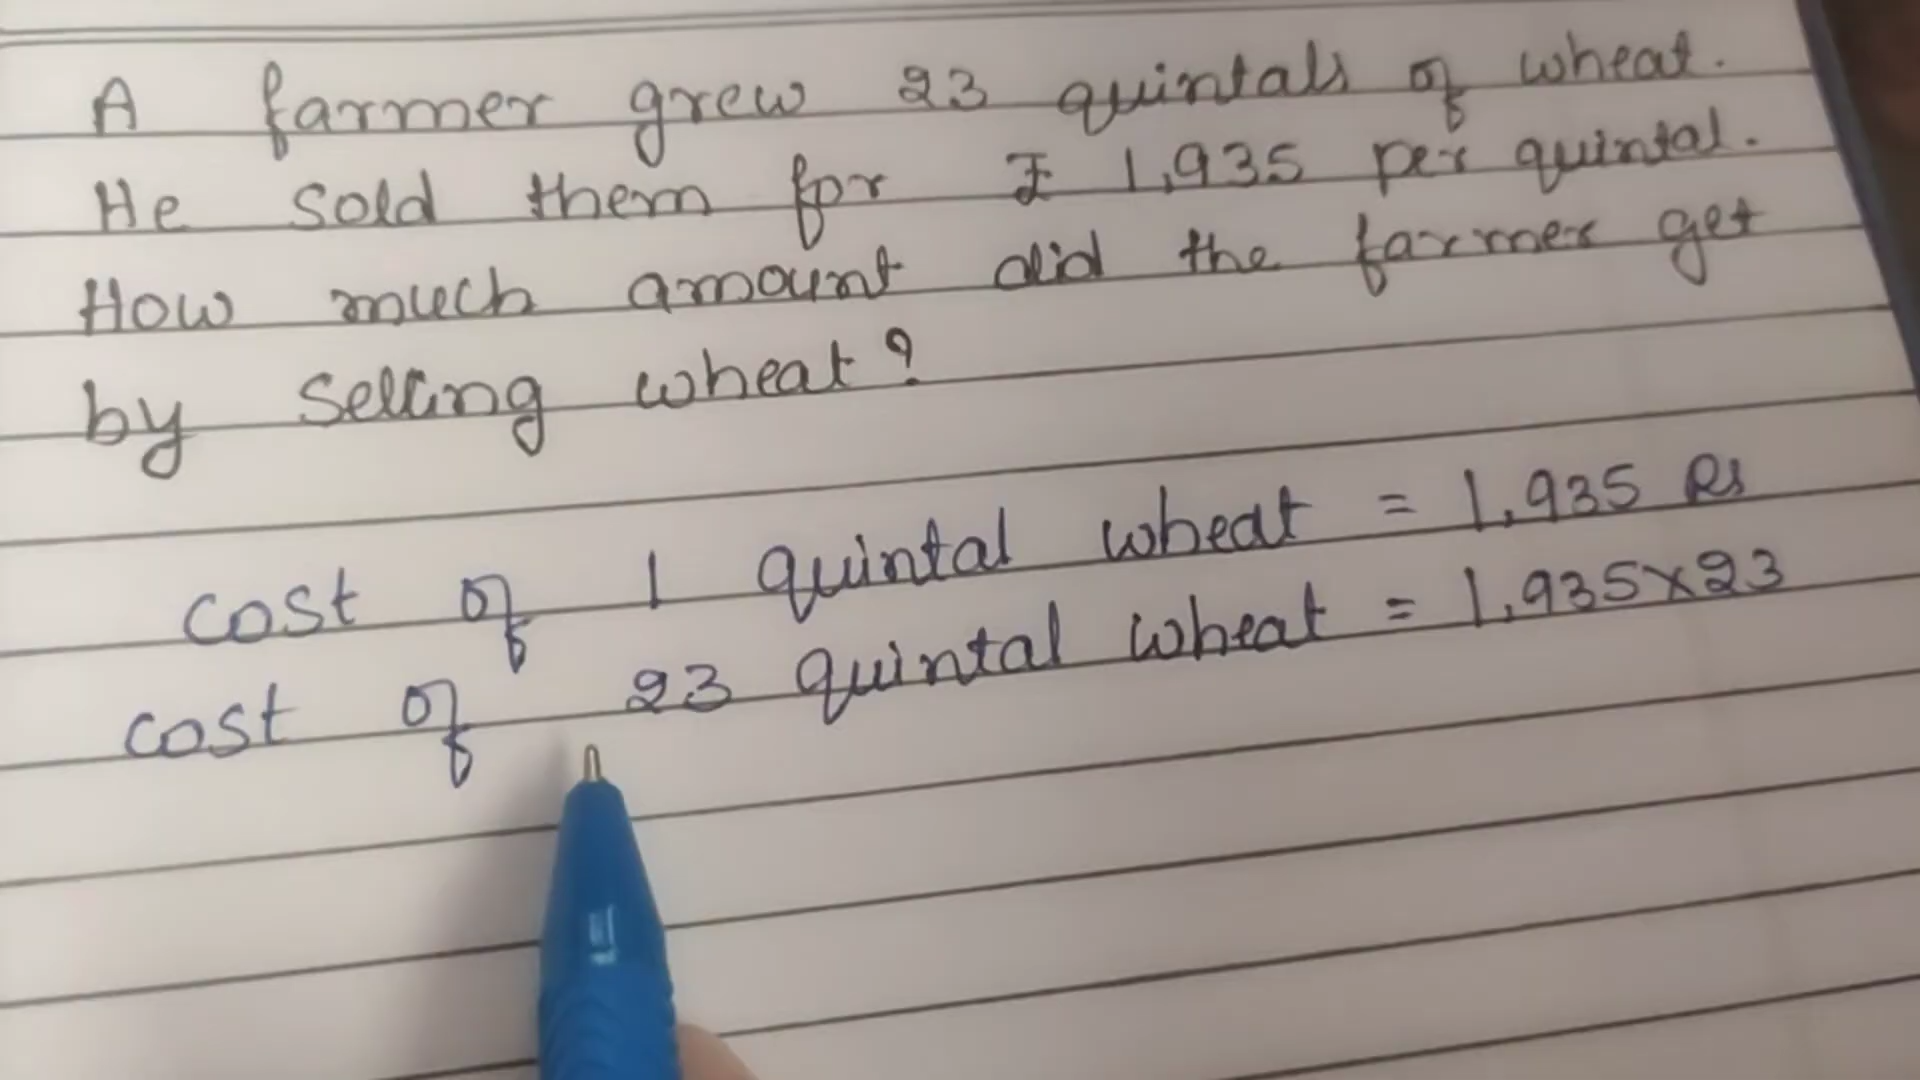 A farmer grew 23 quintals of wheat.
He sold them for ₹ 1,935 per quintal.
How much amount did the farmer get
by selling wheat?
cost of 1 quintal wheat = 1,935 Rs
cost of 23 quintal wheat = 1,935×23